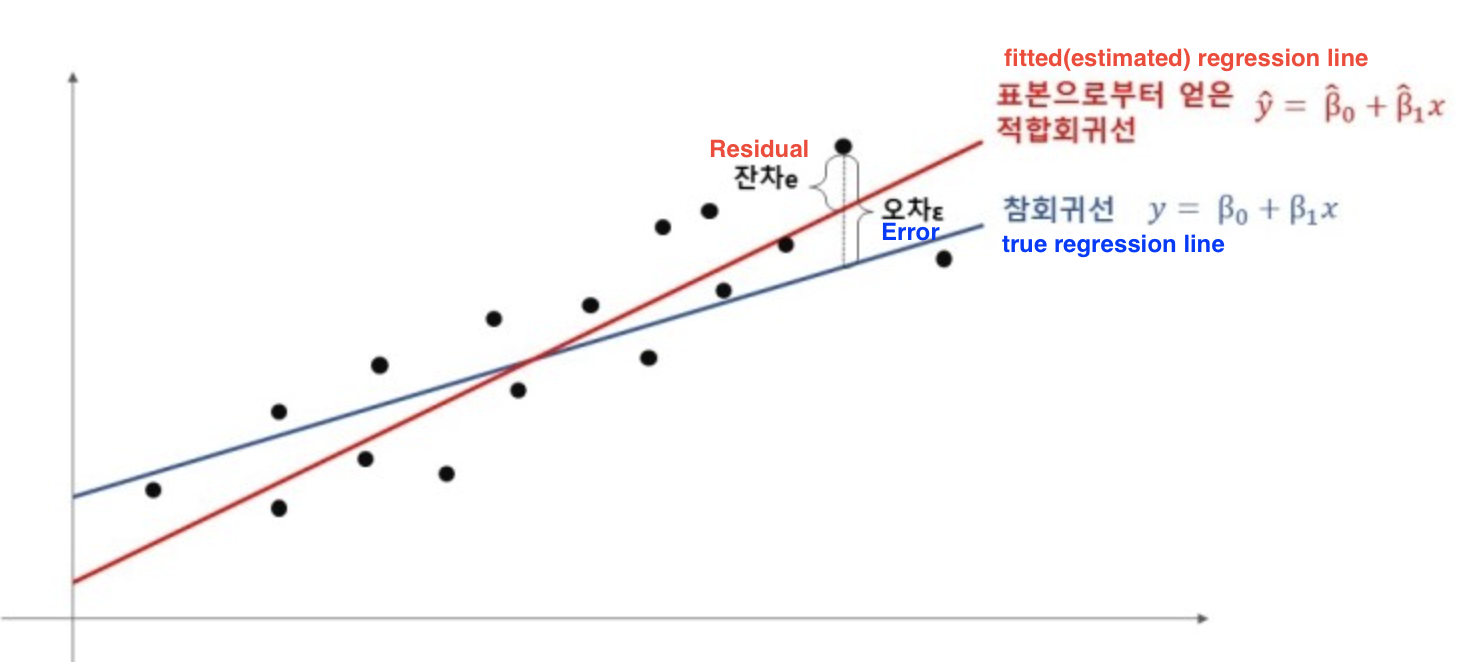 fitted(estimated) regression line
표본으로부터 얻은 ŷ = β̂₀ + β̂₁x
적합회귀선
Residual
잔차e
참회귀선 y = β₀ + β₁x
오차ε
Error
true regression line